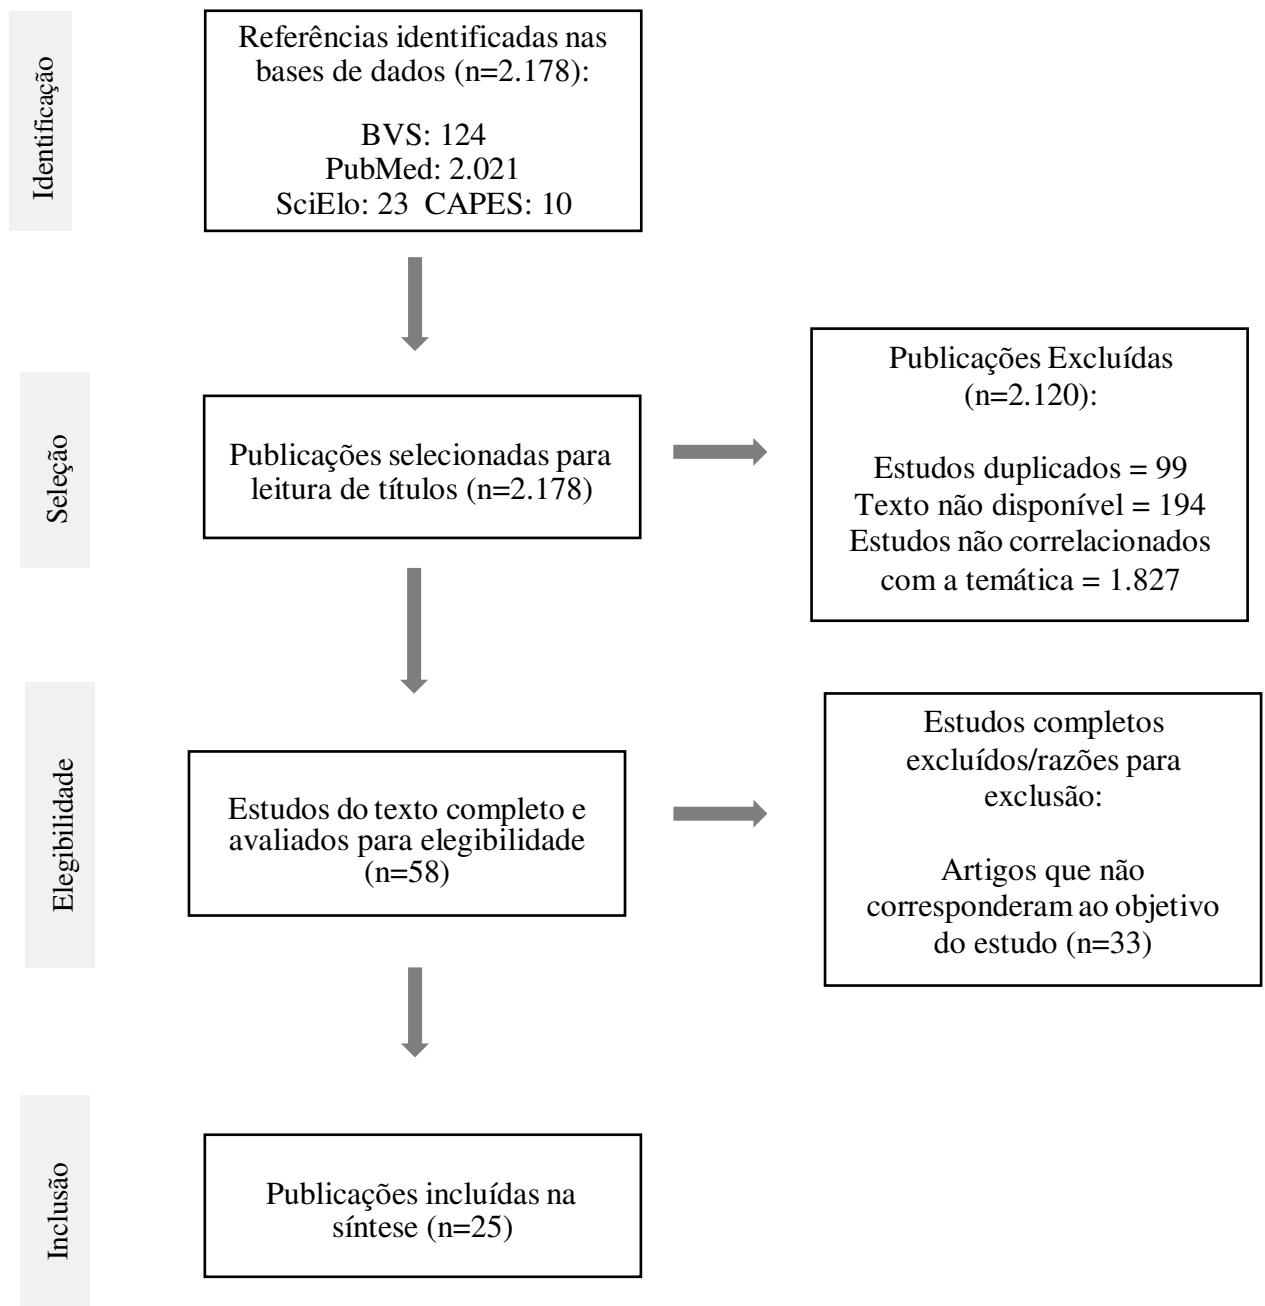 Identificação
Referências identificadas nas
bases de dados (n=2.178):
BVS: 124
PubMed: 2.021
SciElo: 23 CAPES: 10
Seleção
Publicações selecionadas para
leitura de títulos (n=2.178)
Publicações Excluídas
(n=2.120):
Estudos duplicados = 99
Texto não disponível = 194
Estudos não correlacionados
com a temática = 1.827
Elegibilidade
Estudos do texto completo e
avaliados para elegibilidade
(n=58)
Estudos completos
excluídos/razões para
exclusão:
Artigos que não
corresponderam ao objetivo
do estudo (n=33)
Inclusão
Publicações incluídas na
síntese (n=25)